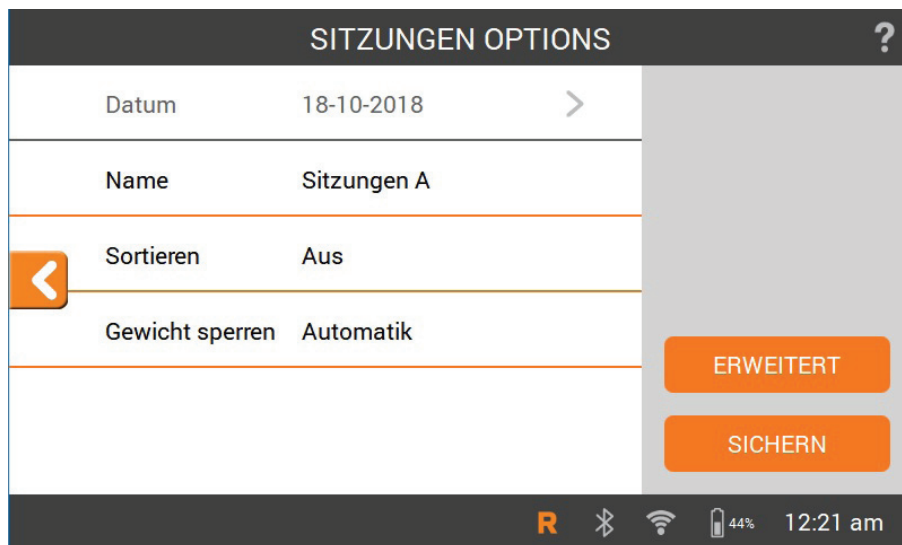 SITZUNGEN OPTIONS ?
Datum 18-10-2018
Name Sitzungen A
Sortieren Aus
Gewicht sperren Automatik
ERWEITERT
SICHERN
R 44% 12:21 am